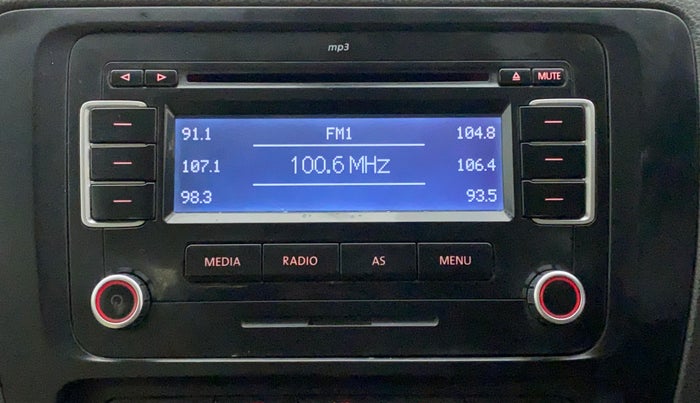 mp3
MUTE
91.1 FM1 104.8
107.1 100.6 MHz 106.4
98.3 93.5
MEDIA RADIO AS MENU